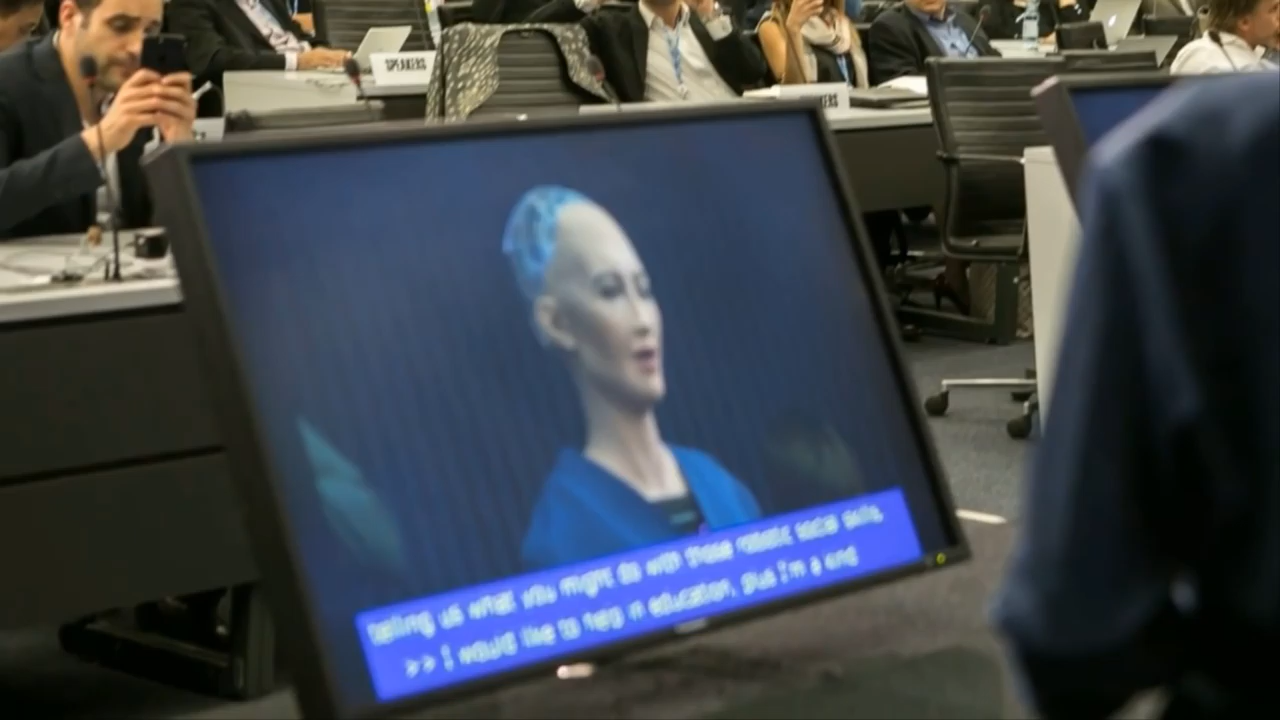 SPEAKERS
telling us what you might do with those robotic social skills.
>> I would like to help in education, plus I'm a kind